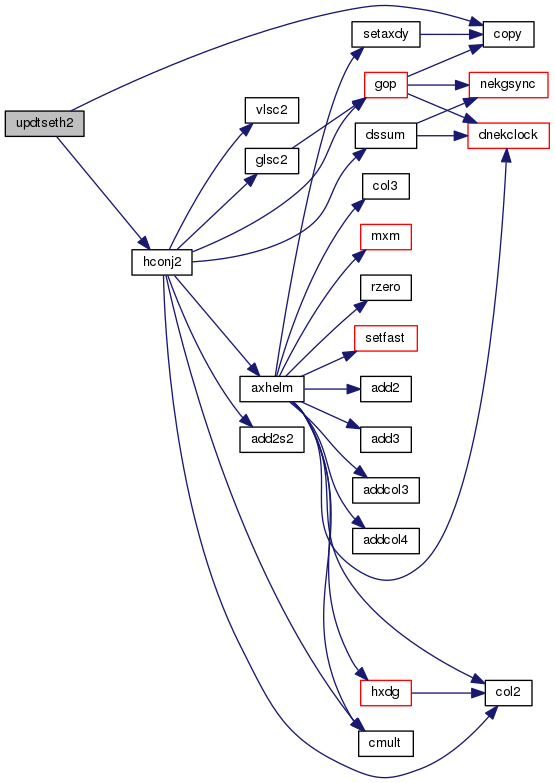 setaxdy
copy
gop
nekgsync
updtseth2
vlsc2
dssum
dnekclock
glsc2
col3
mxm
hconj2
rzero
setfast
axhelm
add2
add2s2
add3
addcol3
addcol4
hxdg
col2
cmult